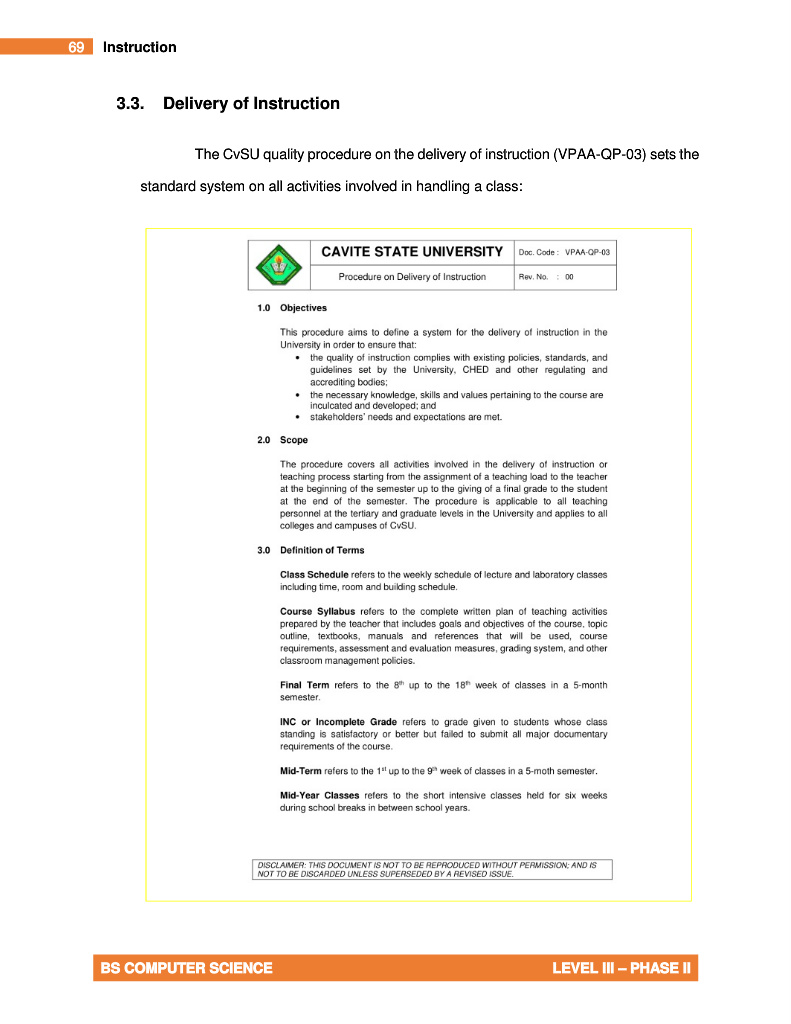 69 Instruction
3.3. Delivery of Instruction
The CvSU quality procedure on the delivery of instruction (VPAA-QP-03) sets the
standard system on all activities involved in handling a class:
CAVITE STATE UNIVERSITY
Doc. Code : VPAA-QP-03
Procedure on Delivery of Instruction
Rev. No. : 00
1.0 Objectives
This procedure aims to define a system for the delivery of instruction in the
University in order to ensure that:
• the quality of instruction complies with existing policies, standards, and
guidelines set by the University, CHED and other regulating and
accrediting bodies;
• the necessary knowledge, skills and values pertaining to the course are
inculcated and developed; and
• stakeholders' needs and expectations are met.
2.0 Scope
The procedure covers all activities involved in the delivery of instruction or
teaching process starting from the assignment of a teaching load to the teacher
at the beginning of the semester up to the giving of a final grade to the student
at the end of the semester. The procedure is applicable to all teaching
personnel at the tertiary and graduate levels in the University and applies to all
colleges and campuses of CvSU.
3.0 Definition of Terms
Class Schedule refers to the weekly schedule of lecture and laboratory classes
including time, room and building schedule.
Course Syllabus refers to the complete written plan of teaching activities
prepared by the teacher that includes goals and objectives of the course, topic
outline, textbooks, manuals and references that will be used, course
requirements, assessment and evaluation measures, grading system, and other
classroom management policies.
Final Term refers to the 8th up to the 18th week of classes in a 5-month
semester.
INC or Incomplete Grade refers to grade given to students whose class
standing is satisfactory or better but failed to submit all major documentary
requirements of the course.
Mid-Term refers to the 1st up to the 9th week of classes in a 5-moth semester.
Mid-Year Classes refers to the short intensive classes held for six weeks
during school breaks in between school years.
DISCLAIMER: THIS DOCUMENT IS NOT TO BE REPRODUCED WITHOUT PERMISSION; AND IS
NOT TO BE DISCARDED UNLESS SUPERSEDED BY A REVISED ISSUE.
BS COMPUTER SCIENCE LEVEL III – PHASE II